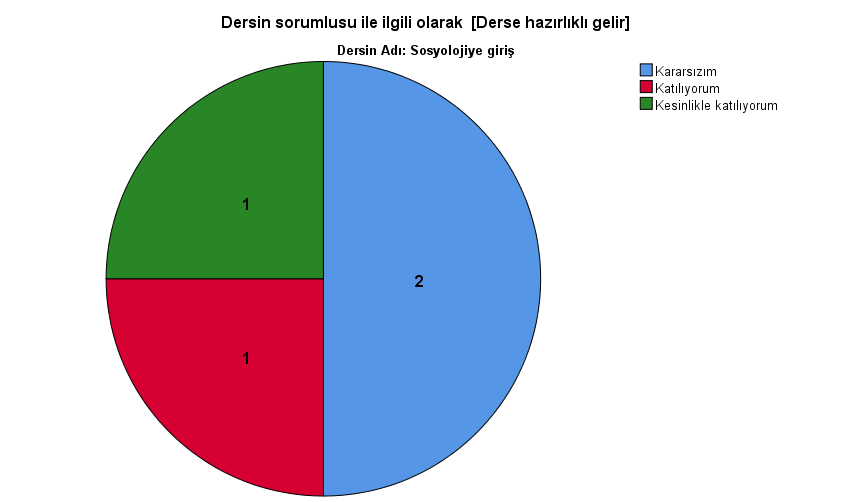 Dersin sorumlusu ile ilgili olarak  [Derse hazırlıklı gelir]
Dersin Adı: Sosyolojiye giriş
Kararsızım
Katılıyorum
Kesinlikle katılıyorum
1
2
1